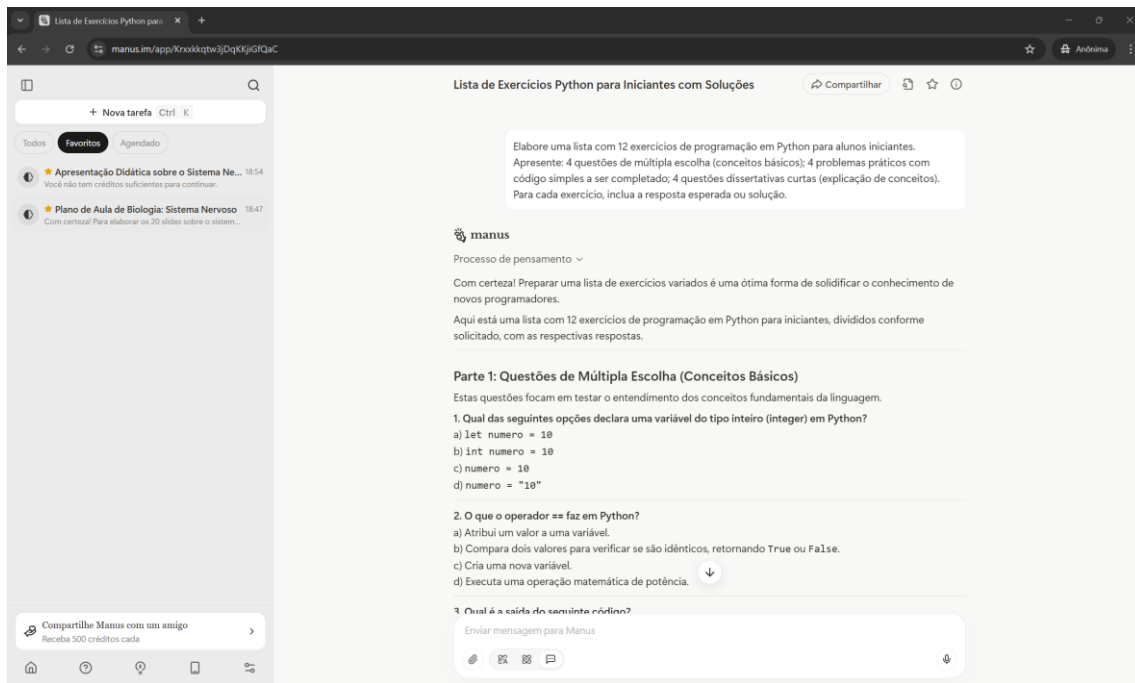 Lista de Exercícios Python para
manus.im/app/Krxxkkqtw3jDqKKjiGfQaC
Anônima
+ Nova tarefa Ctrl K
Todos Favoritos Agendado
Apresentação Didática sobre o Sistema Ne... 18:54
Você não tem créditos suficientes para continuar.
Plano de Aula de Biologia: Sistema Nervoso 18:47
Com certeza! Para elaborar os 20 slides sobre o sistem...
Compartilhe Manus com um amigo
Receba 500 créditos cada
Lista de Exercícios Python para Iniciantes com Soluções
Compartilhar
Elabore uma lista com 12 exercícios de programação em Python para alunos iniciantes.
Apresente: 4 questões de múltipla escolha (conceitos básicos); 4 problemas práticos com
código simples a ser completado; 4 questões dissertativas curtas (explicação de conceitos).
Para cada exercício, inclua a resposta esperada ou solução.
manus
Processo de pensamento
Com certeza! Preparar uma lista de exercícios variados é uma ótima forma de solidificar o conhecimento de
novos programadores.
Aqui está uma lista com 12 exercícios de programação em Python para iniciantes, divididos conforme
solicitado, com as respectivas respostas.
Parte 1: Questões de Múltipla Escolha (Conceitos Básicos)
Estas questões focam em testar o entendimento dos conceitos fundamentais da linguagem.
1. Qual das seguintes opções declara uma variável do tipo inteiro (integer) em Python?
a) let numero = 10
b) int numero = 10
c) numero = 10
d) numero = "10"
2. O que o operador == faz em Python?
a) Atribui um valor a uma variável.
b) Compara dois valores para verificar se são idênticos, retornando True ou False.
c) Cria uma nova variável.
d) Executa uma operação matemática de potência.
3. Qual é a saída do seguinte código?
Enviar mensagem para Manus